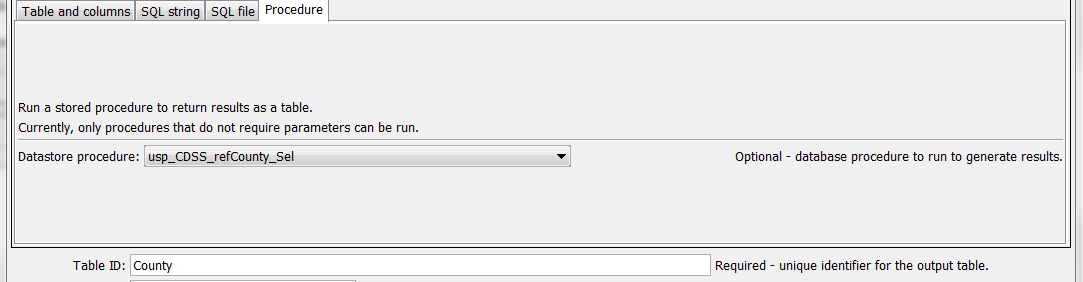 Table and columns SQL string SQL file Procedure
Run a stored procedure to return results as a table.
Currently, only procedures that do not require parameters can be run.
Datastore procedure: usp_CDSS_refCounty_Sel Optional - database procedure to run to generate results.
Table ID: County Required - unique identifier for the output table.